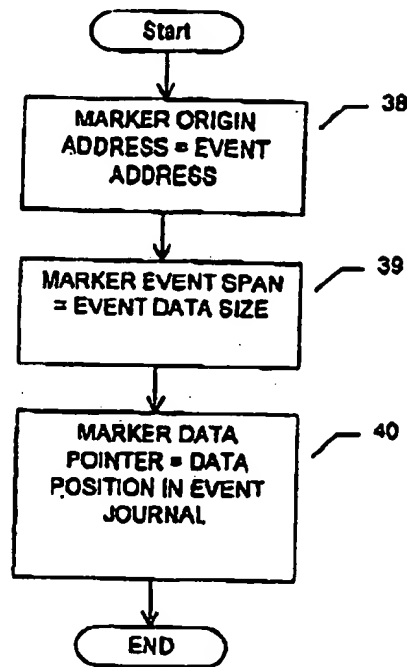 Start
MARKER ORIGIN
ADDRESS = EVENT
ADDRESS
38
MARKER EVENT SPAN
= EVENT DATA SIZE
39
MARKER DATA
POINTER = DATA
POSITION IN EVENT
JOURNAL
40
END